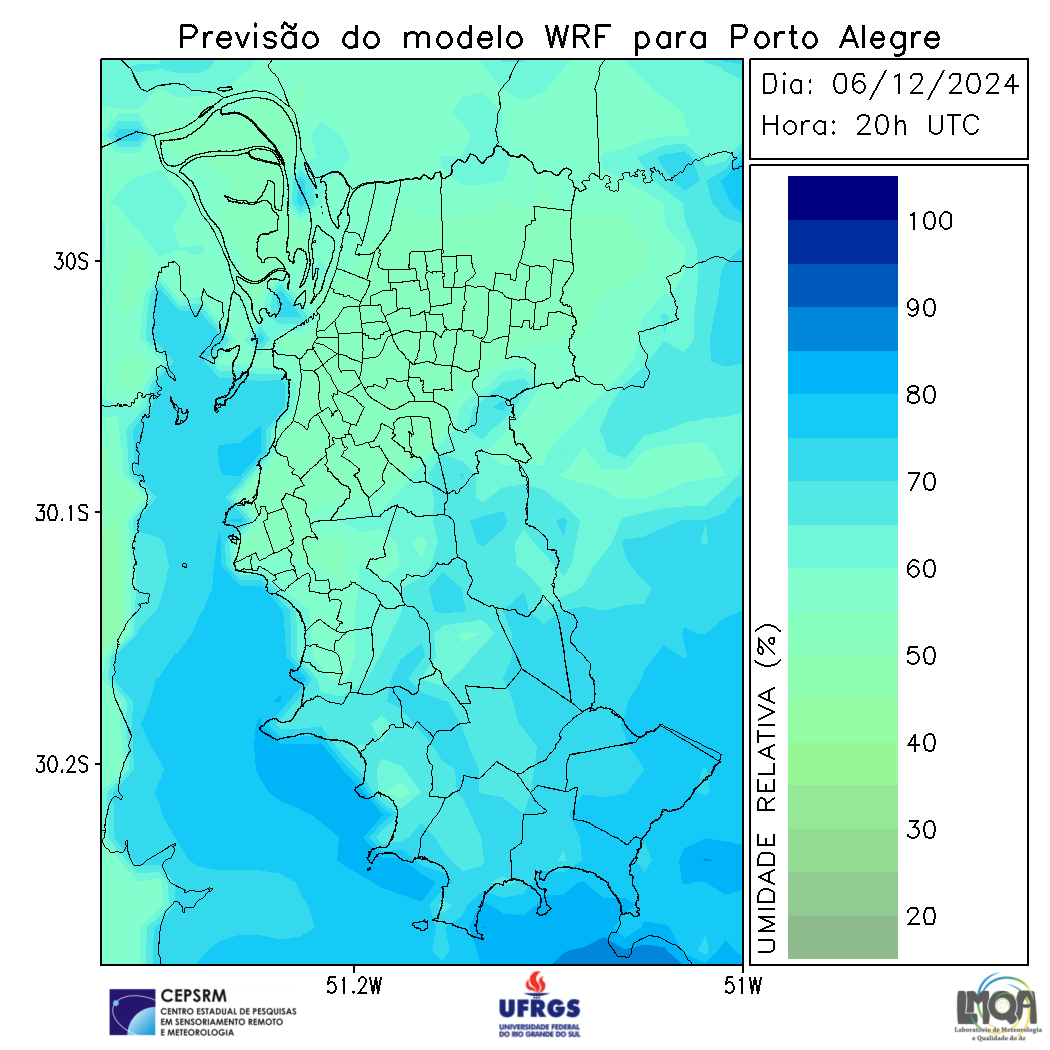 Previsão do modelo WRF para Porto Alegre
Dia: 06/12/2024
Hora: 20h UTC
30S
30.1S
30.2S
51.2W
51W
UMIDADE RELATIVA (%)
100
90
80
70
60
50
40
30
20
CEPSRM
CENTRO ESTADUAL DE PESQUISAS
EM SENSORIAMENTO REMOTO
E METEOROLOGIA
UFRGS
UNIVERSIDADE FEDERAL
DO RIO GRANDE DO SUL
LMQA
Laboratório de Meteorologia
e Qualidade do Ar